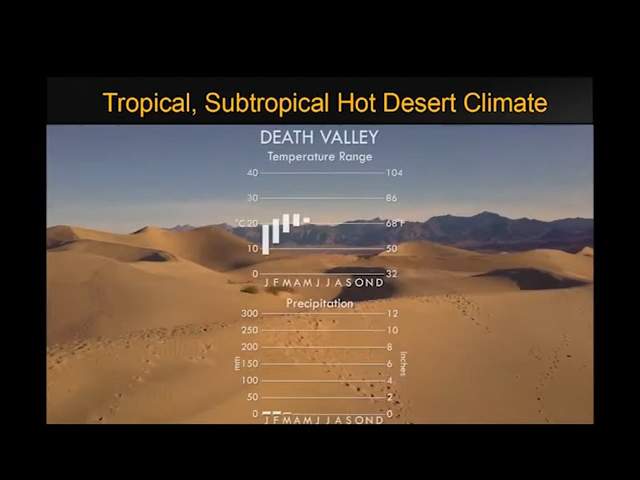 Tropical, Subtropical Hot Desert Climate
DEATH VALLEY
Temperature Range
40 104
30 86
°C 20 68°F
10 50
0 32
J F M A M J J A S O N D
Precipitation
300 12
250 10
200 8
mm 150 6 inches
100 4
50 2
0 0
J F M A M J J A S O N D